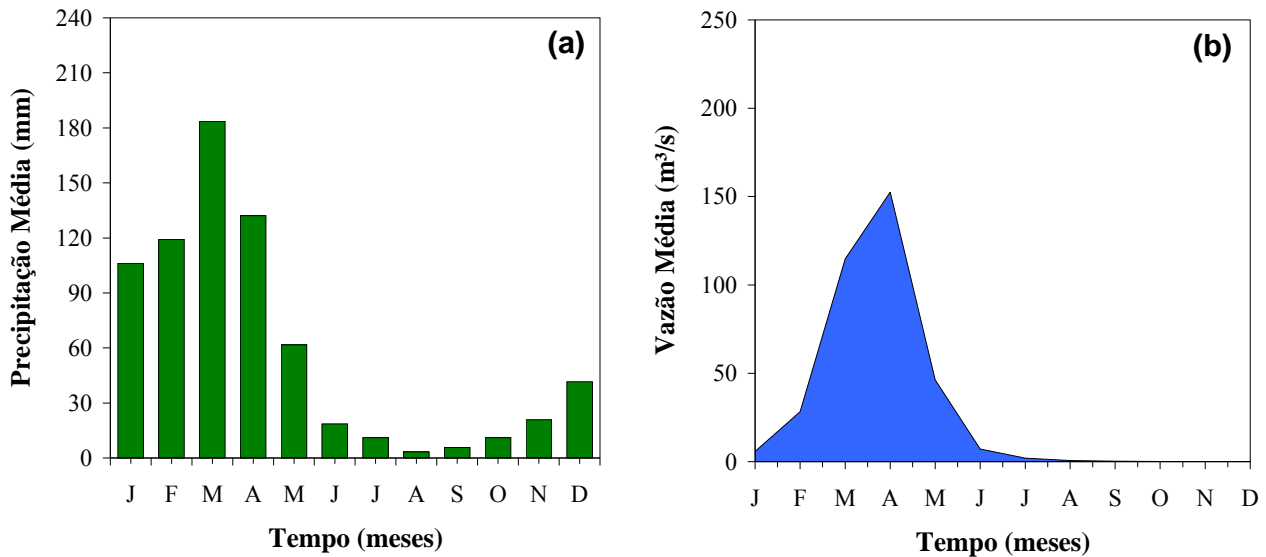 (a)
Precipitação Média (mm)
240
210
180
150
120
90
60
30
0
J F M A M J J A S O N D
Tempo (meses)
(b)
Vazão Média (m³/s)
250
200
150
100
50
0
J F M A M J J A S O N D
Tempo (meses)